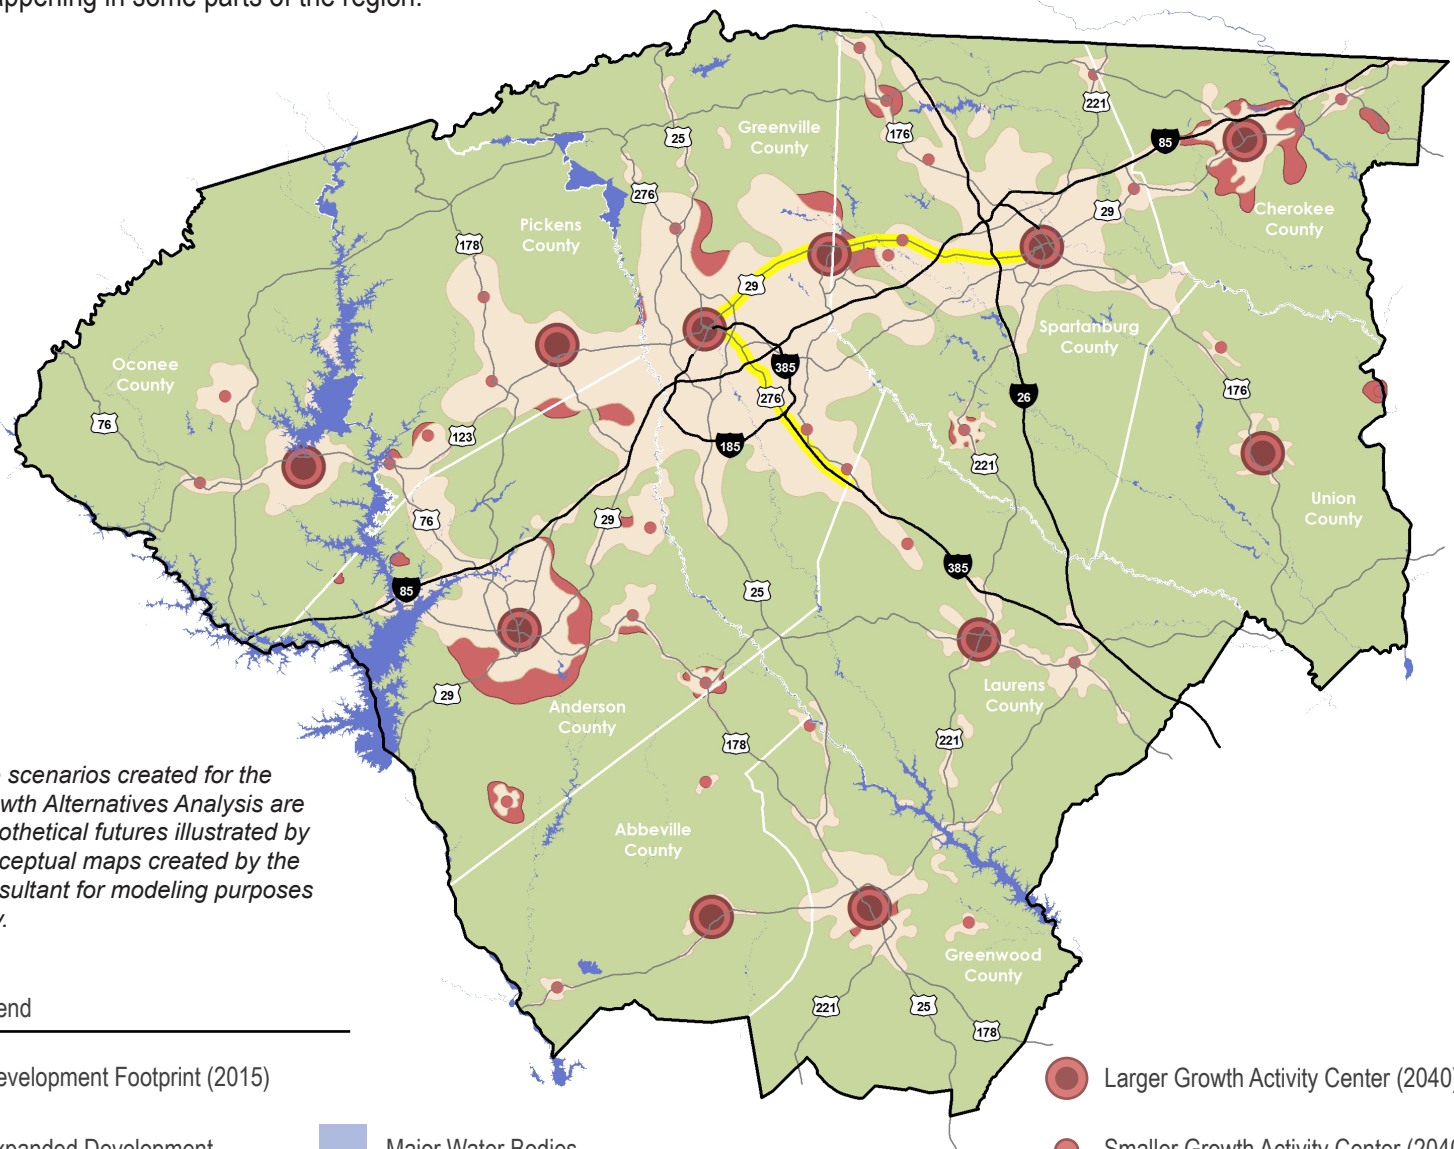 appening in some parts of the region.
221
25
Greenville
County
176
85
276
29
Cherokee
County
Pickens
County
178
29
Spartanburg
County
Oconee
County
385
276
26
176
76
123
185
221
Union
County
76
29
385
85
25
Laurens
County
29
Anderson
County
178
221
scenarios created for the
wth Alternatives Analysis are
othetical futures illustrated by
ceptual maps created by the
sultant for modeling purposes
y.
Abbeville
County
Greenwood
County
221
25
178
end
evelopment Footprint (2015)
Larger Growth Activity Center (2040)
xpanded Development
Major Water Bodies
Smaller Growth Activity Center (2040